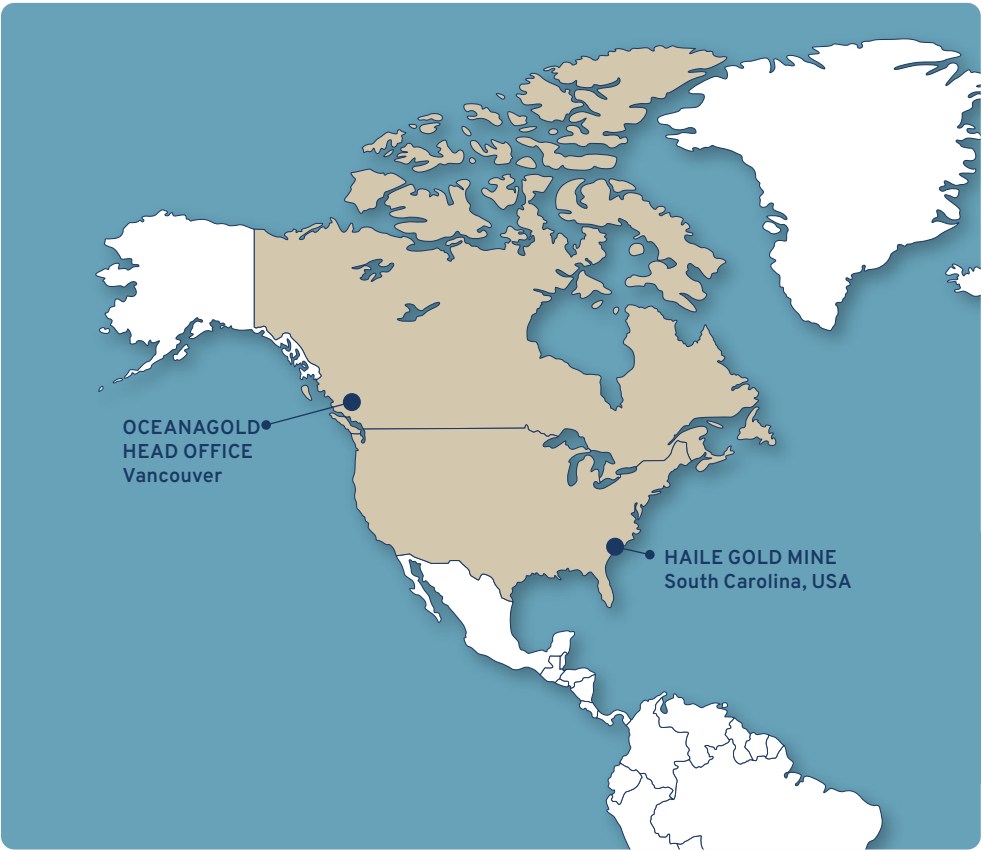 OCEANAGOLD
HEAD OFFICE
Vancouver
HAILE GOLD MINE
South Carolina, USA